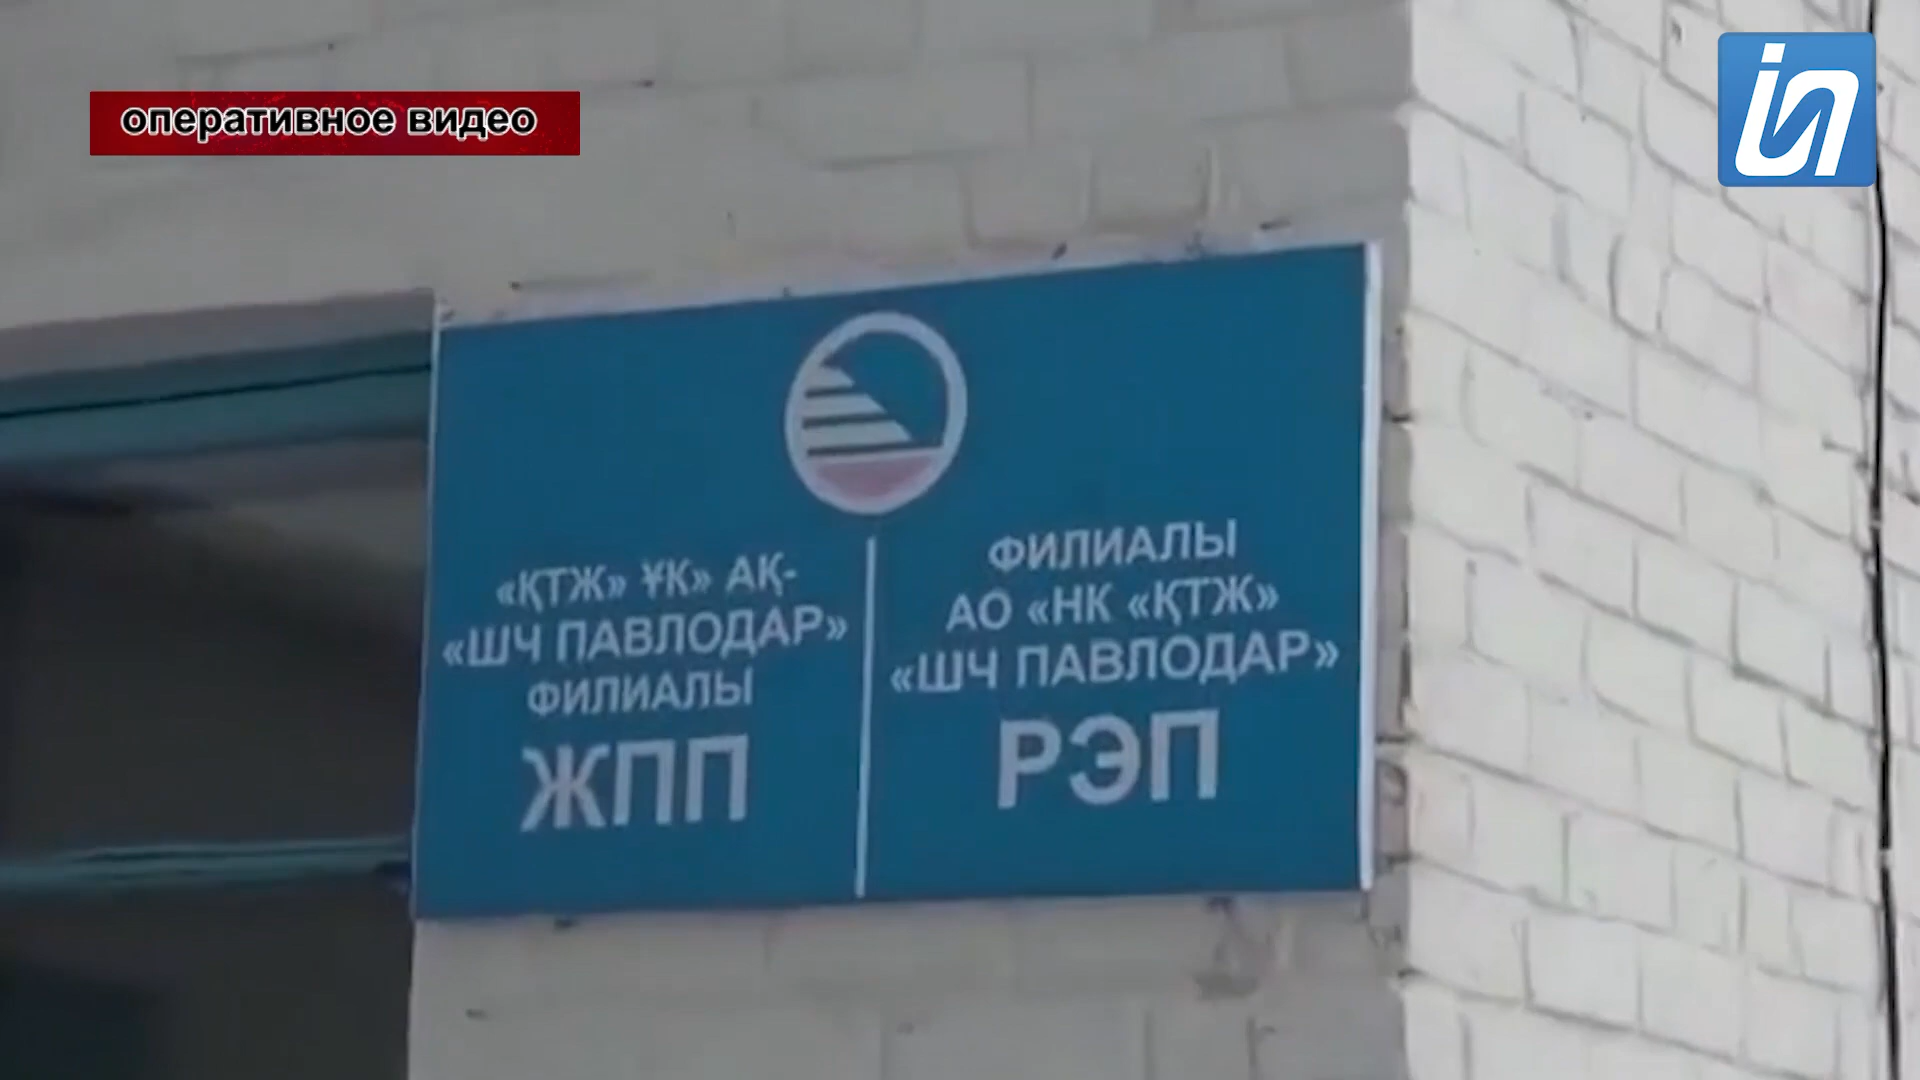 оперативное видео
«ҚТЖ» ҰК» АҚ-
«ШЧ ПАВЛОДАР»
ФИЛИАЛЫ
ЖПП
ФИЛИАЛЫ
АО «НК «ҚТЖ»
«ШЧ ПАВЛОДАР»
РЭП